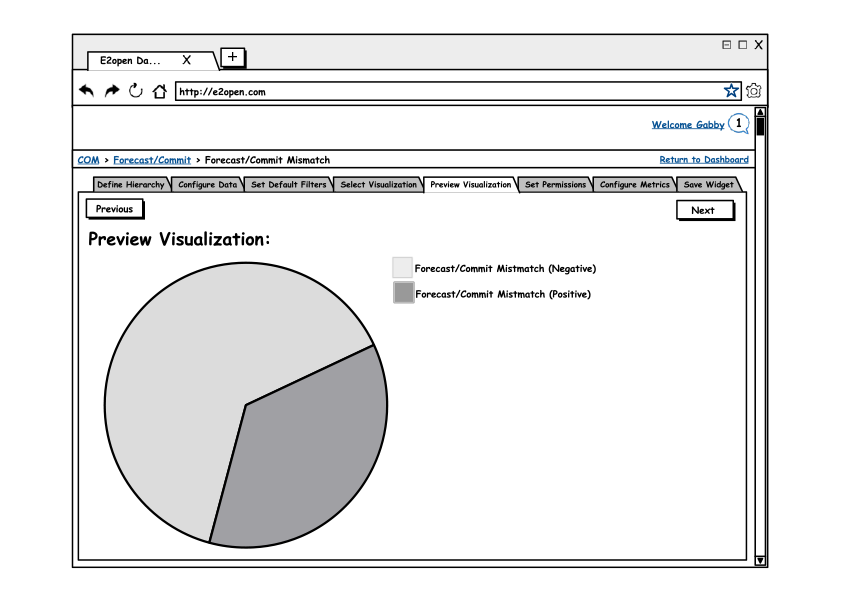 E2open Da... X +
http://e2open.com
Welcome Gabby 1
COM > Forecast/Commit > Forecast/Commit Mismatch Return to Dashboard
Define Hierarchy Configure Data Set Default Filters Select Visualization Preview Visualization Set Permissions Configure Metrics Save Widget
Previous Next
Preview Visualization:
Forecast/Commit Mistmatch (Negative)
Forecast/Commit Mistmatch (Positive)